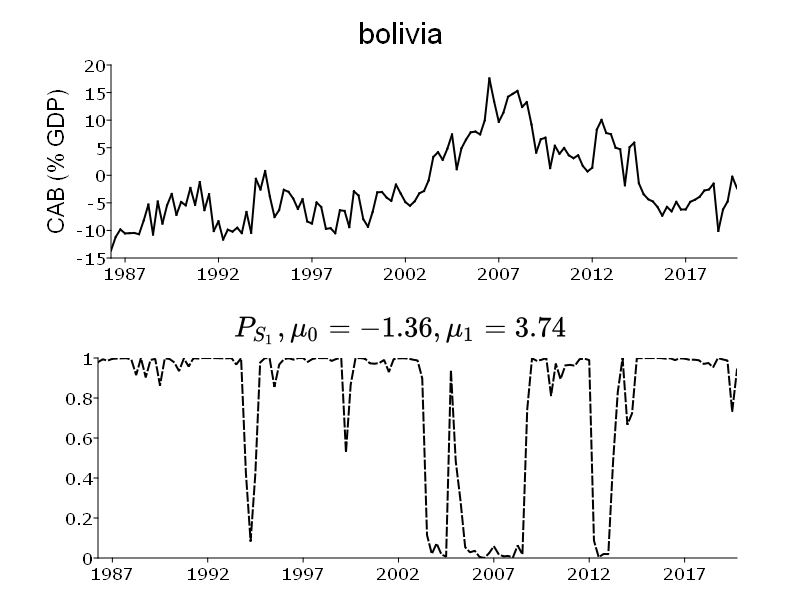 bolivia
CAB (% GDP)
20
15
10
5
0
-5
-10
-15
1987 1992 1997 2002 2007 2012 2017
P_{S_1}, μ_0 = −1.36, μ_1 = 3.74
1
0.8
0.6
0.4
0.2
0
1987 1992 1997 2002 2007 2012 2017